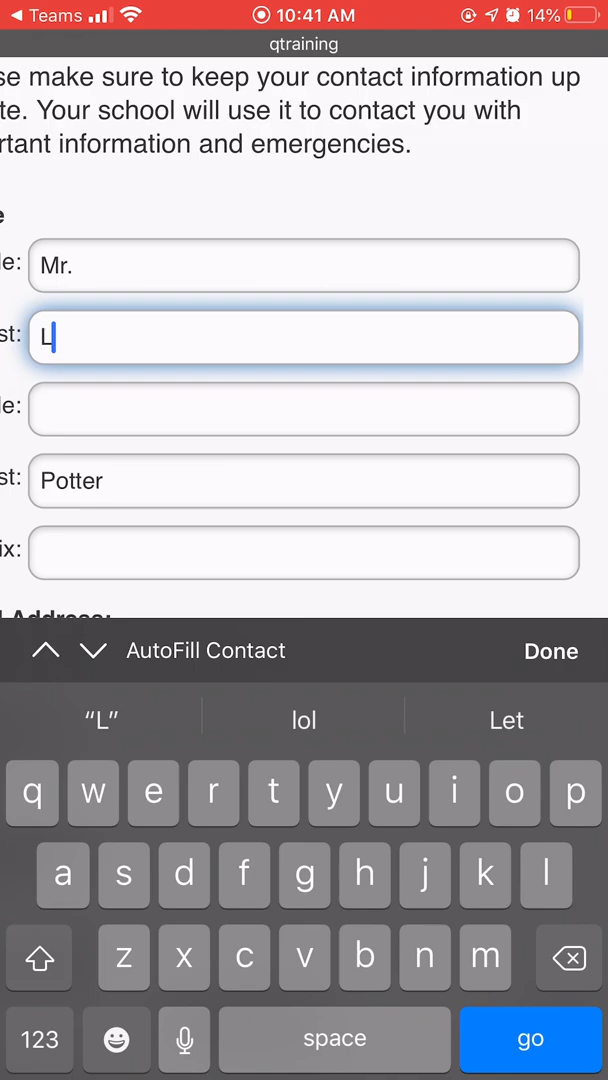 Teams 10:41 AM 14%
qtraining
se make sure to keep your contact information up
te. Your school will use it to contact you with
rtant information and emergencies.
e
le: Mr.
st: L
le:
st: Potter
ix:
l Address:
AutoFill Contact Done
“L” lol Let
q w e r t y u i o p
a s d f g h j k l
z x c v b n m
123 space go